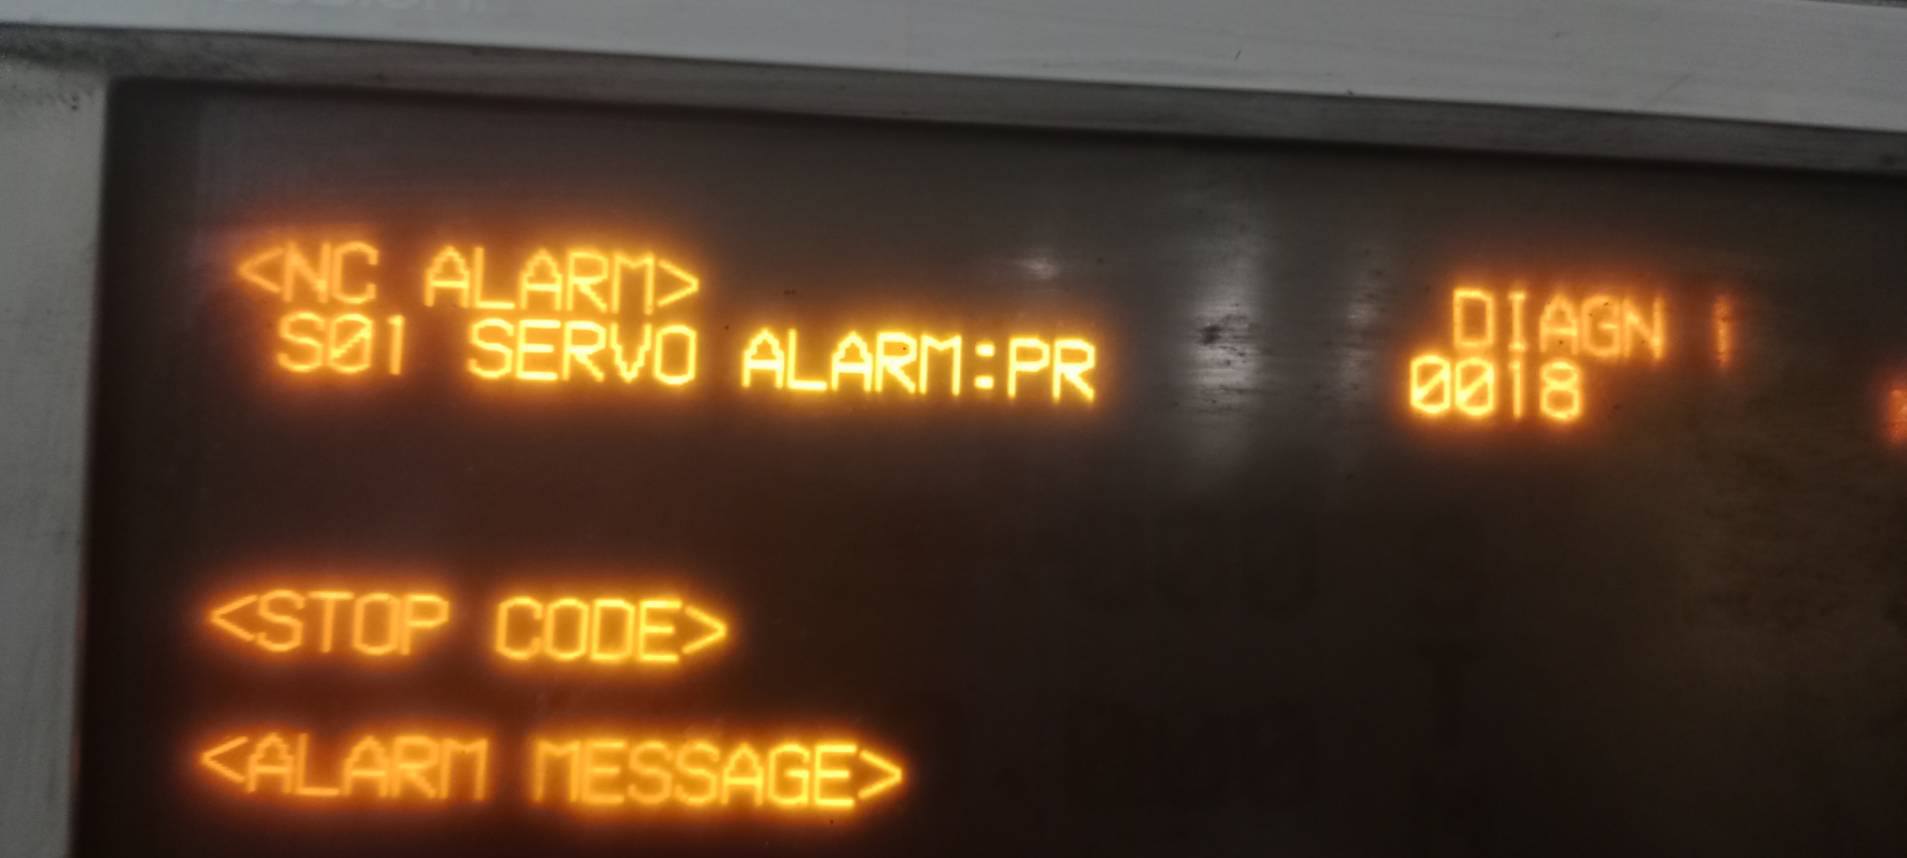 <NC ALARM>
DIAGN
S01 SERVO ALARM:PR
0018
<STOP CODE>
<ALARM MESSAGE>